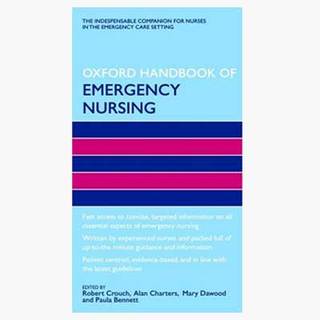 THE INDISPENSABLE COMPANION FOR NURSES
IN THE EMERGENCY CARE SETTING
OXFORD HANDBOOK OF
EMERGENCY
NURSING
Fast access to concise, targeted information on all
essential aspects of emergency nursing
Written by experienced nurses and packed full of
up-to-the-minute guidance and information
Patient centred, evidence-based, and in line with
the latest guidelines
EDITED BY
Robert Crouch, Alan Charters, Mary Dawood
and Paula Bennett